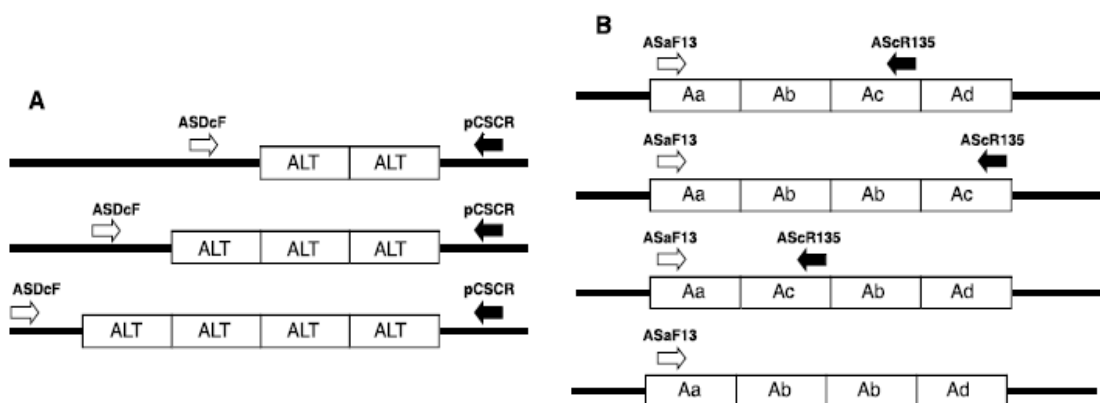 A
ASDcF
pCSCR
ALT ALT
ASDcF
pCSCR
ALT ALT ALT
ASDcF
pCSCR
ALT ALT ALT ALT
B
ASaF13
AScR135
Aa Ab Ac Ad
ASaF13
AScR135
Aa Ab Ab Ac
ASaF13
AScR135
Aa Ac Ab Ad
ASaF13
Aa Ab Ab Ad